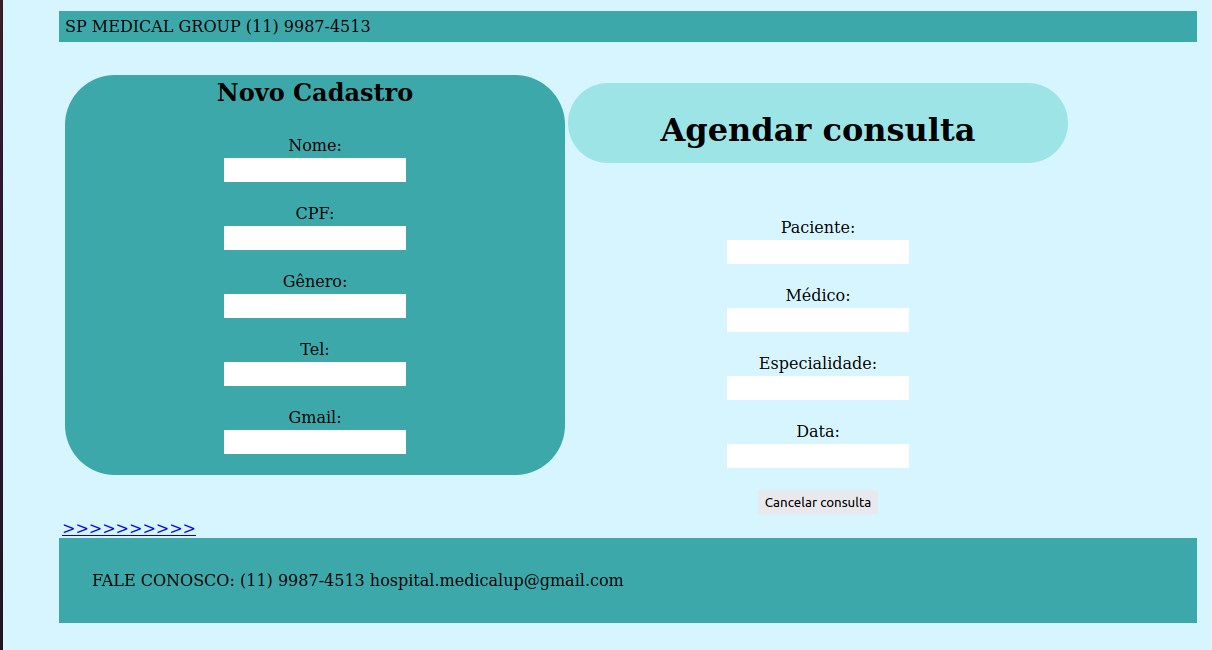 SP MEDICAL GROUP (11) 9987-4513
Novo Cadastro
Nome:
CPF:
Gênero:
Tel:
Gmail:
Agendar consulta
Paciente:
Médico:
Especialidade:
Data:
Cancelar consulta
>>>>>>>>>>
FALE CONOSCO: (11) 9987-4513 hospital.medicalup@gmail.com